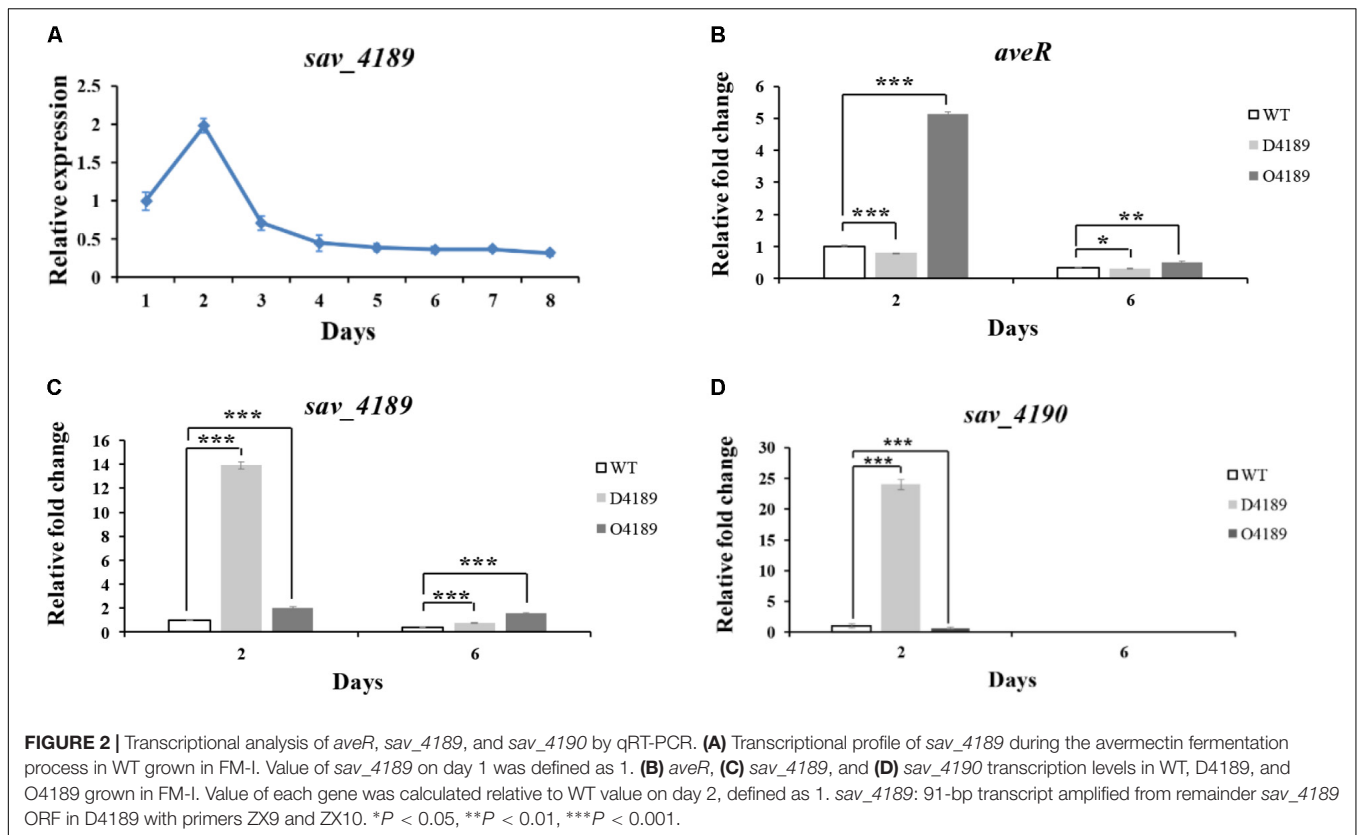 A
sav_4189
Relative expression
2.5
2
1.5
1
0.5
0
1 2 3 4 5 6 7 8
Days
B
aveR
Relative fold change
6
5
4
3
2
1
0
***
***
**
*
2 6
Days
WT
D4189
O4189
C
sav_4189
Relative fold change
16
14
12
10
8
6
4
2
0
***
***
***
***
2 6
Days
WT
D4189
O4189
D
sav_4190
Relative fold change
30
25
20
15
10
5
0
***
***
2 6
Days
WT
D4189
O4189
FIGURE 2 | Transcriptional analysis of aveR, sav_4189, and sav_4190 by qRT-PCR. (A) Transcriptional profile of sav_4189 during the avermectin fermentation
process in WT grown in FM-I. Value of sav_4189 on day 1 was defined as 1. (B) aveR, (C) sav_4189, and (D) sav_4190 transcription levels in WT, D4189, and
O4189 grown in FM-I. Value of each gene was calculated relative to WT value on day 2, defined as 1. sav_4189: 91-bp transcript amplified from remainder sav_4189
ORF in D4189 with primers ZX9 and ZX10. *P < 0.05, **P < 0.01, ***P < 0.001.